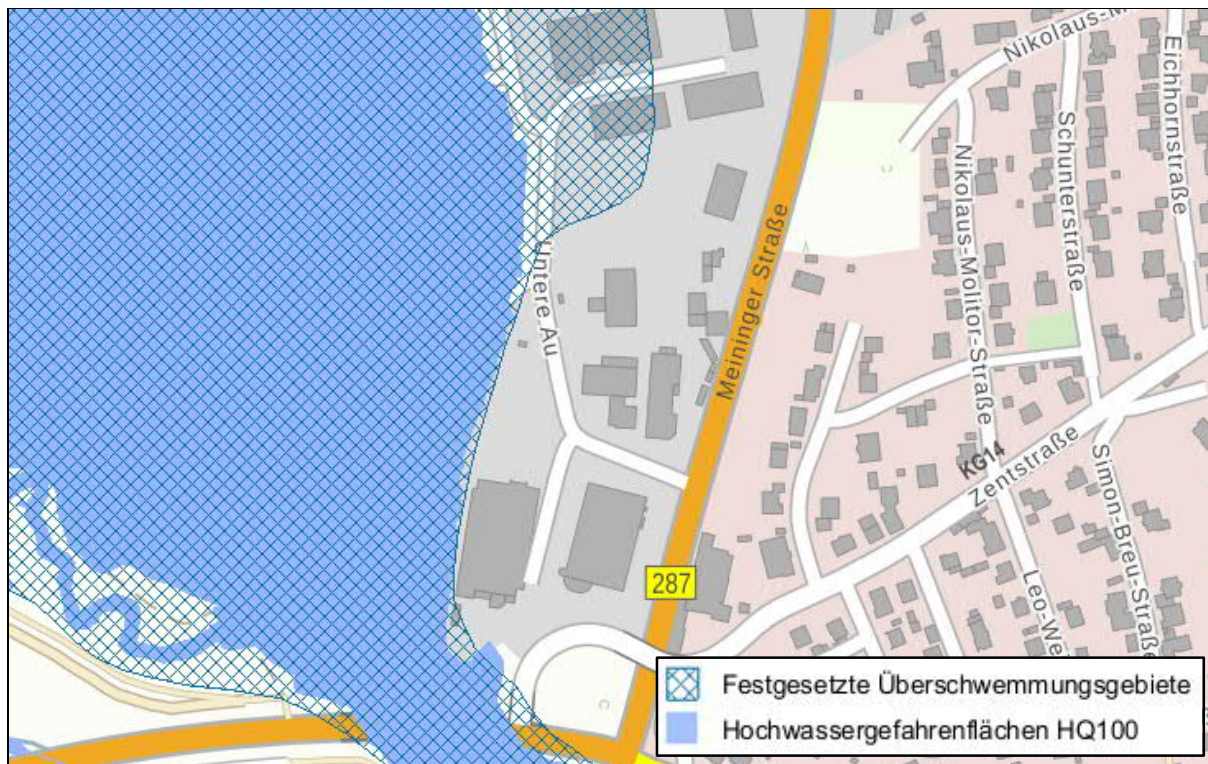 Nikolaus-M
Eichhornstraße
Schunterstraße
Nikolaus-Molitor-Straße
Untere Au
Meininger Straße
KG14
Zentstraße
Simon-Breu-Straße
287
Leo-We
Festgesetzte Überschwemmungsgebiete
Hochwassergefahrenflächen HQ100